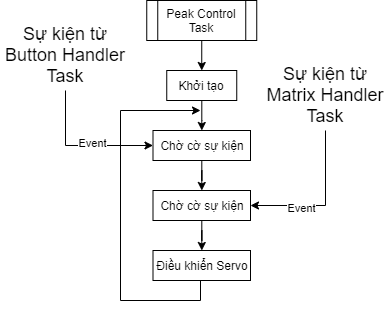 Peak Control
Task
Sự kiện từ
Button Handler
Task
Khởi tạo
Sự kiện từ
Matrix Handler
Task
Event
Chờ cờ sự kiện
Chờ cờ sự kiện
Event
Điều khiển Servo